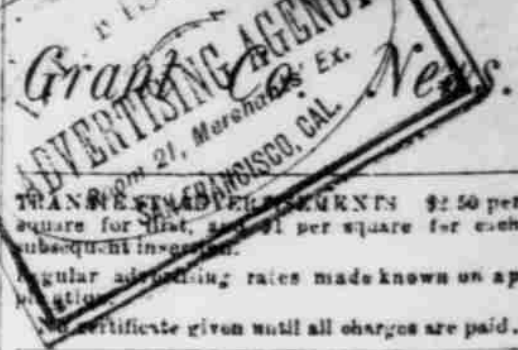 Grant Co. News.
ADVERTISING AGENCY
Room 21, Merchants' Ex.
SAN FRANCISCO, CAL.
TRANSIENT ADVERTISEMENTS $2.50 per
square for first, and $1 per square for each
subsequent insertion.
Regular advertising rates made known on ap
plication.
No certificate given until all charges are paid.